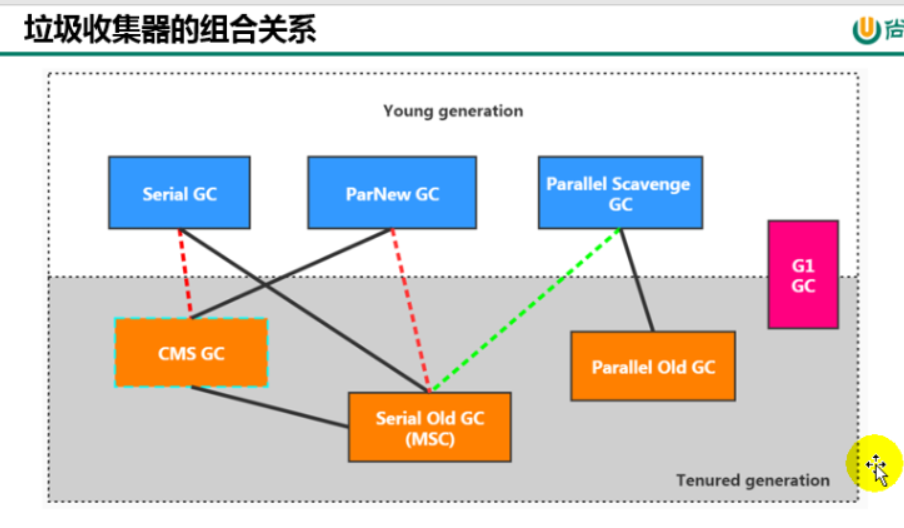 垃圾收集器的组合关系
尚
Young generation
Serial GC
ParNew GC
Parallel Scavenge
GC
G1
GC
CMS GC
Parallel Old GC
Serial Old GC
(MSC)
Tenured generation